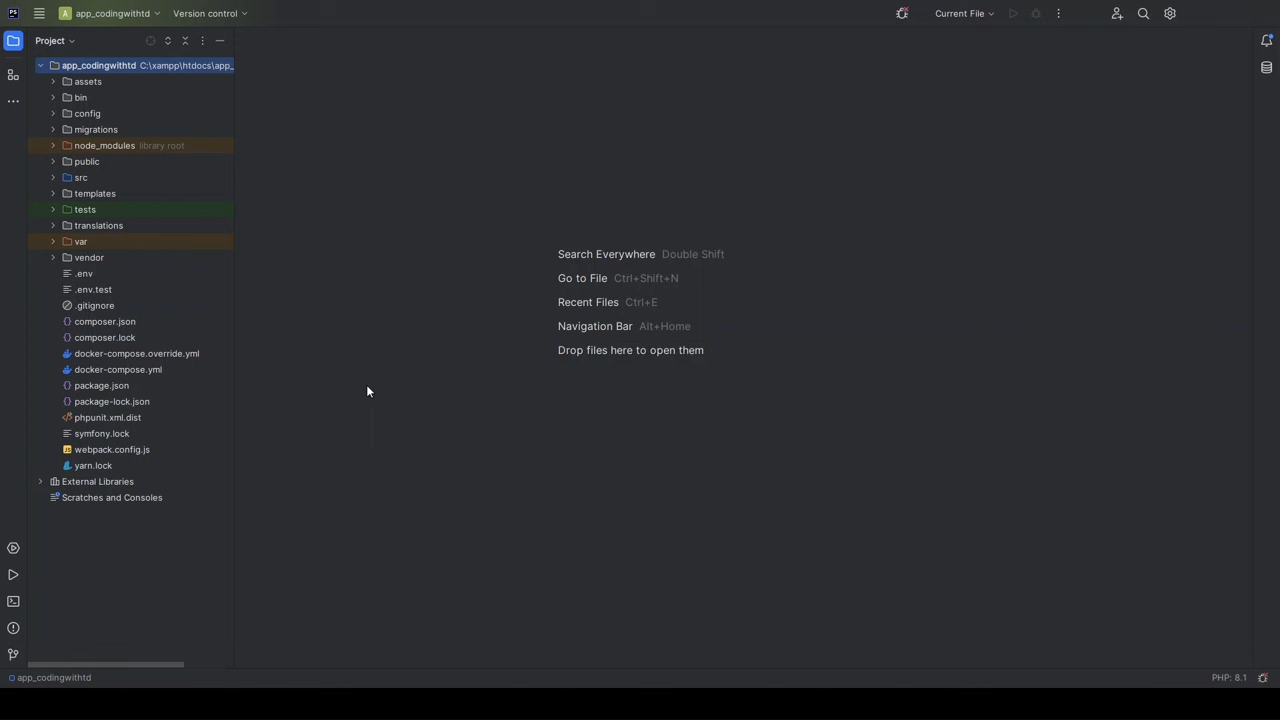 PS
A app_codingwithtd
Version control
Current File
Project
app_codingwithtd C:\xampp\htdocs\app_
assets
bin
config
migrations
node_modules library root
public
src
templates
tests
translations
var
vendor
.env
.env.test
.gitignore
composer.json
composer.lock
docker-compose.override.yml
docker-compose.yml
package.json
package-lock.json
phpunit.xml.dist
symfony.lock
JS webpack.config.js
yarn.lock
External Libraries
Scratches and Consoles
Search Everywhere Double Shift
Go to File Ctrl+Shift+N
Recent Files Ctrl+E
Navigation Bar Alt+Home
Drop files here to open them
app_codingwithtd
PHP: 8.1